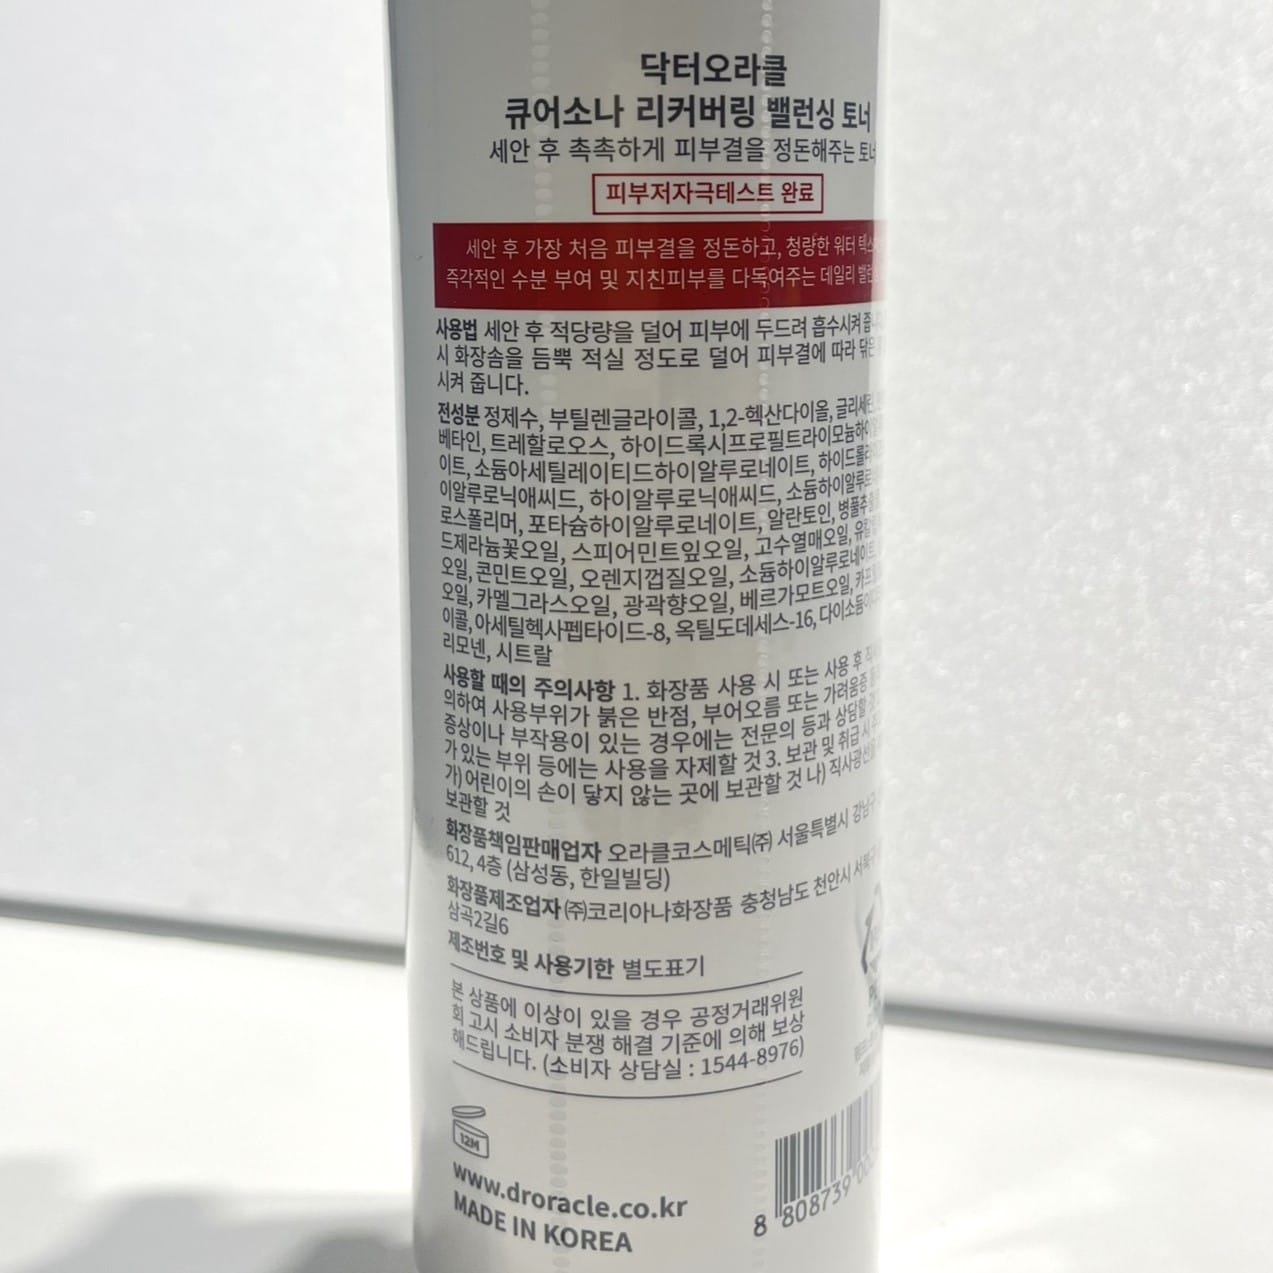 닥터오라클
큐어소나 리커버링 밸런싱 토너
세안 후 촉촉하게 피부결을 정돈해주는 토너
피부저자극테스트 완료
세안 후 가장 처음 피부결을 정돈하고, 청량한 워터
즉각적인 수분 부여 및 지친피부를 다독여주는 데일리
사용법 세안 후 적당량을 덜어 피부에 두드려 흡수시켜
시 화장솜을 듬뿍 적실 정도로 덜어 피부결에 따라 닦은
시켜 줍니다.
전성분 정제수, 부틸렌글라이콜, 1,2-헥산다이올, 글리세린,
베타인, 트레할로오스, 하이드록시프로필트라이모늄하이알
이트, 소듐아세틸레이티드하이알루로네이트,
이알루로닉애씨드, 하이알루로닉애씨드, 소듐하이알루로
로스폴리머, 포타슘하이알루로네이트, 알란토인, 병풀추출
드제라늄꽃오일, 스피어민트잎오일, 고수열매오일,
오일, 콘민트오일, 오렌지껍질오일, 소듐하이알루로네이트,
오일, 카멜그라스오일, 광곽향오일, 베르가모트오일,
이콜, 아세틸헥사펩타이드-8, 옥틸도데세스-16,
리모넨, 시트랄
사용할 때의 주의사항 1. 화장품 사용 시 또는 사용 후
의하여 사용부위가 붉은 반점, 부어오름 또는 가려움증
증상이나 부작용이 있는 경우에는 전문의 등과 상담할
가 있는 부위 등에는 사용을 자제할 것 3. 보관 및 취급 시
가) 어린이의 손이 닿지 않는 곳에 보관할 것 나) 직사광선을
보관할 것
화장품책임판매업자 오라클코스메틱㈜ 서울특별시 강남구
612, 4층 (삼성동, 한일빌딩)
화장품제조업자 ㈜코리아나화장품 충청남도 천안시 서북구
삼곡2길6
제조번호 및 사용기한 별도표기
본 상품에 이상이 있을 경우 공정거래위원
회 고시 소비자 분쟁 해결 기준에 의해 보상
해드립니다. (소비자 상담실 : 1544-8976)
12M
www.droracle.co.kr
MADE IN KOREA
8 808739